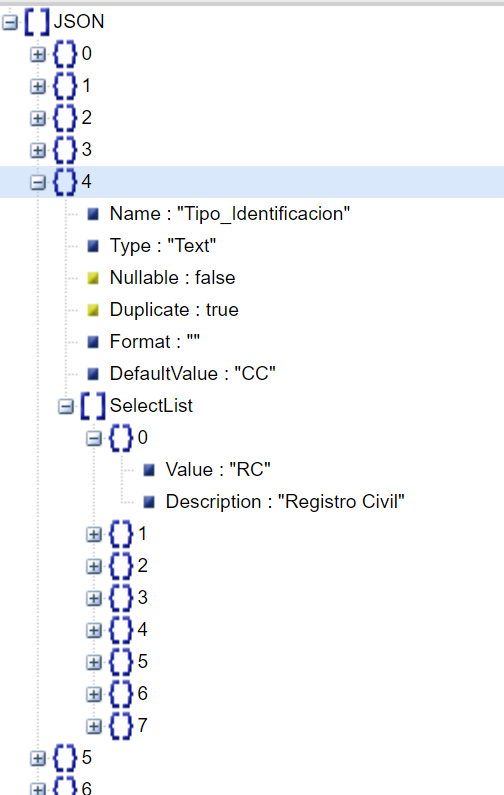 JSON
0
1
2
3
4
Name : "Tipo_Identificacion"
Type : "Text"
Nullable : false
Duplicate : true
Format : ""
DefaultValue : "CC"
SelectList
0
Value : "RC"
Description : "Registro Civil"
1
2
3
4
5
6
7
5
6